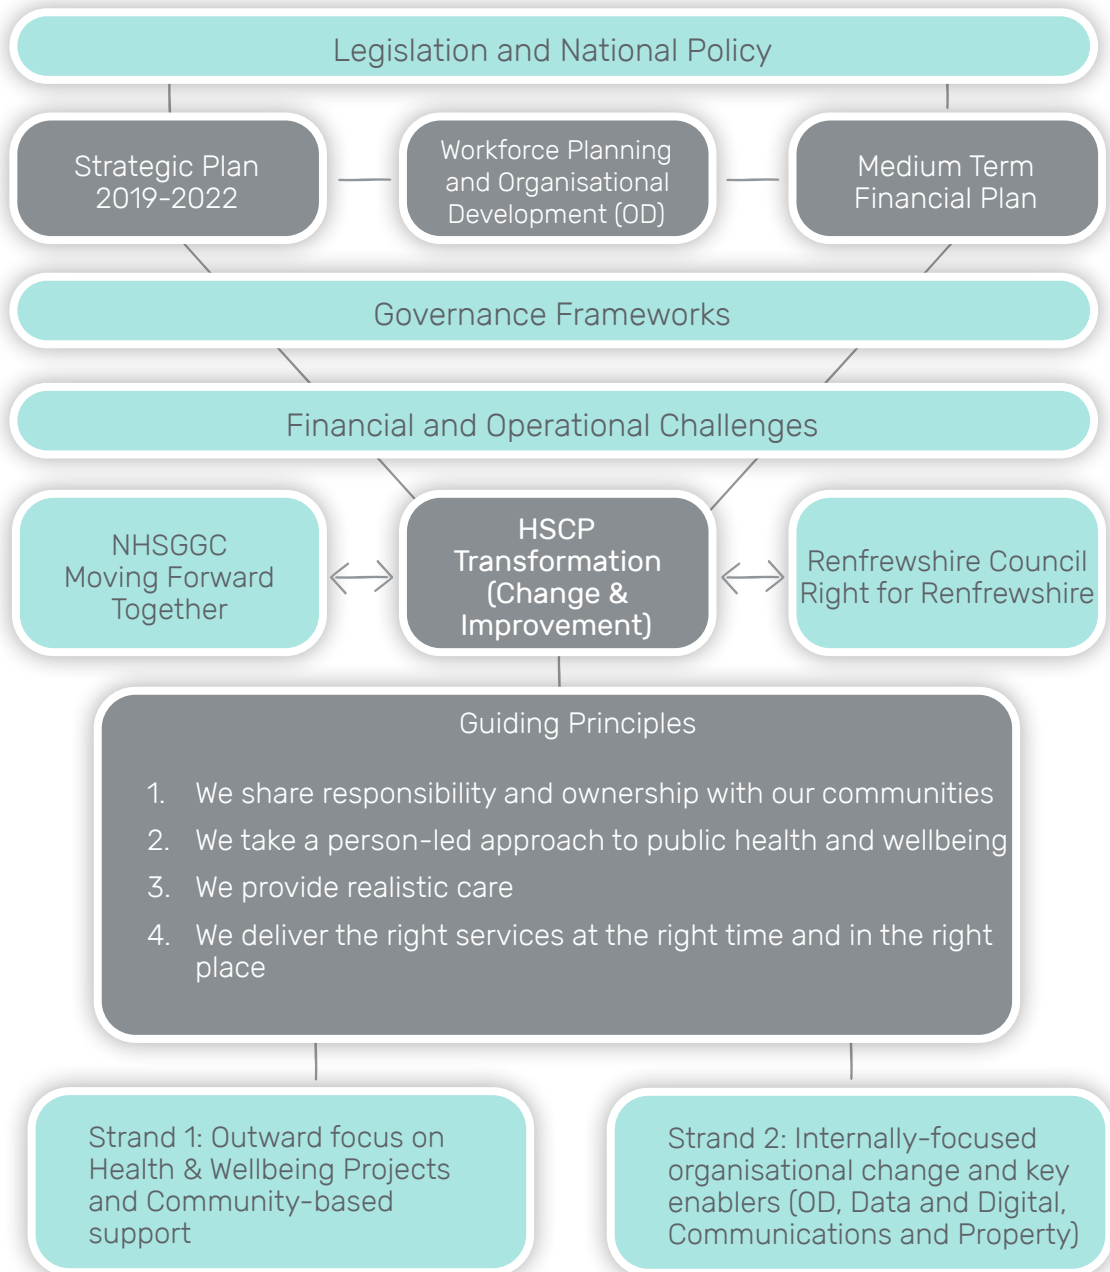 Legislation and National Policy
Strategic Plan
2019-2022
Workforce Planning
and Organisational
Development (OD)
Medium Term
Financial Plan
Governance Frameworks
Financial and Operational Challenges
NHSGGC
Moving Forward
Together
HSCP
Transformation
(Change &
Improvement)
Renfrewshire Council
Right for Renfrewshire
Guiding Principles
1. We share responsibility and ownership with our communities
2. We take a person-led approach to public health and wellbeing
3. We provide realistic care
4. We deliver the right services at the right time and in the right
place
Strand 1: Outward focus on
Health & Wellbeing Projects
and Community-based
support
Strand 2: Internally-focused
organisational change and key
enablers (OD, Data and Digital,
Communications and Property)